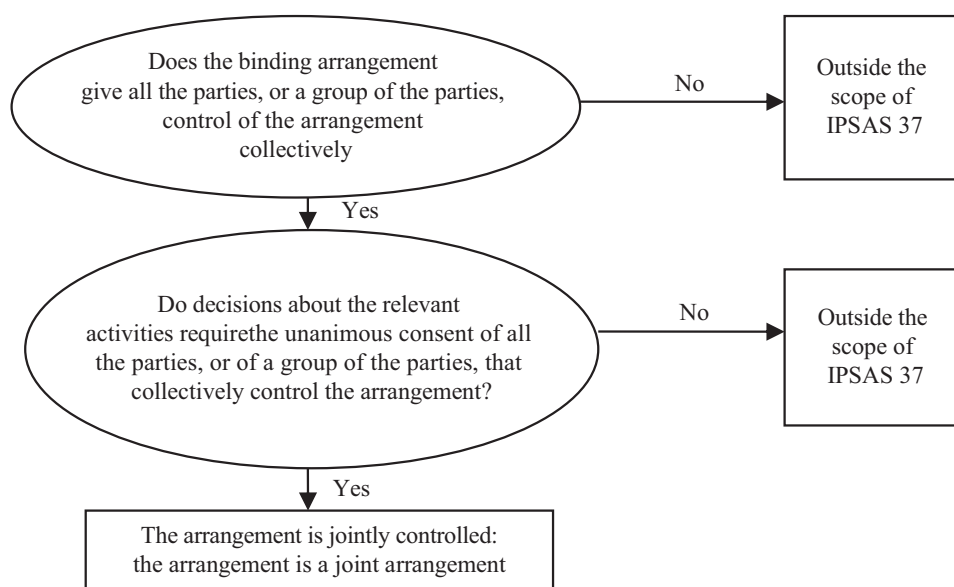 Does the binding arrangement
give all the parties, or a group of the parties,
control of the arrangement
collectively
No
Outside the
scope of
IPSAS 37
Yes
Do decisions about the relevant
activities requirethe unanimous consent of all
the parties, or of a group of the parties, that
collectively control the arrangement?
No
Outside the
scope of
IPSAS 37
Yes
The arrangement is jointly controlled:
the arrangement is a joint arrangement